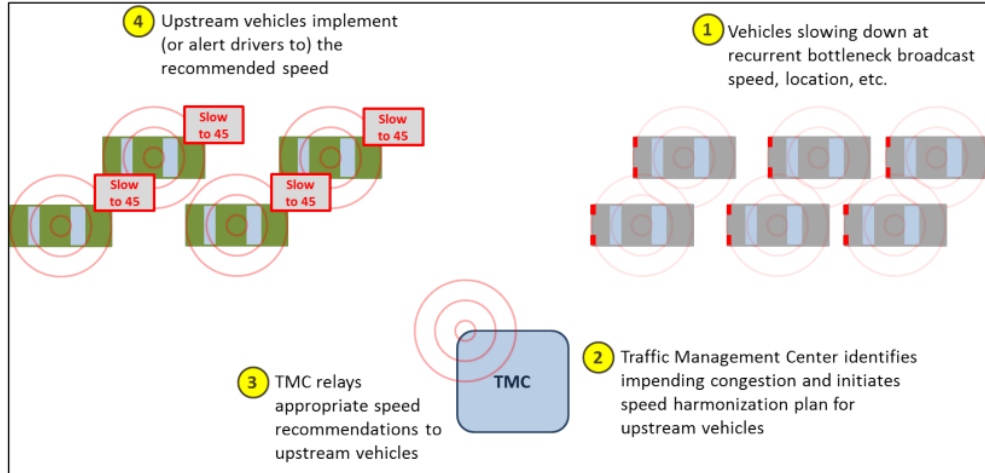 4 Upstream vehicles implement
(or alert drivers to) the
recommended speed
1 Vehicles slowing down at
recurrent bottleneck broadcast
speed, location, etc.
Slow
to 45
Slow
to 45
Slow
to 45
Slow
to 45
TMC
2 Traffic Management Center identifies
impending congestion and initiates
speed harmonization plan for
upstream vehicles
3 TMC relays
appropriate speed
recommendations to
upstream vehicles